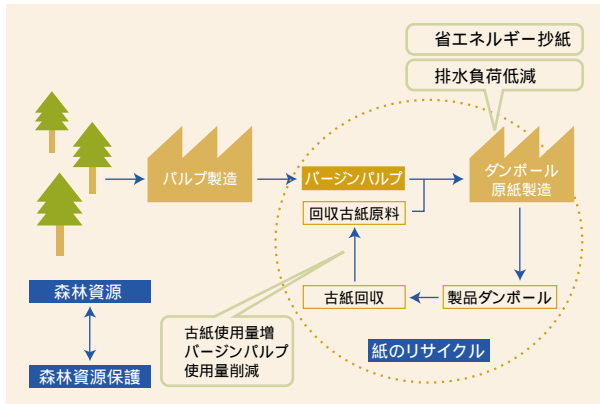 省エネルギー抄紙
排水負荷低減
パルプ製造
バージンパルプ
回収古紙原料
ダンボール
原紙製造
森林資源
森林資源保護
古紙回収
製品ダンボール
古紙使用量増
バージンパルプ
使用量削減
紙のリサイクル